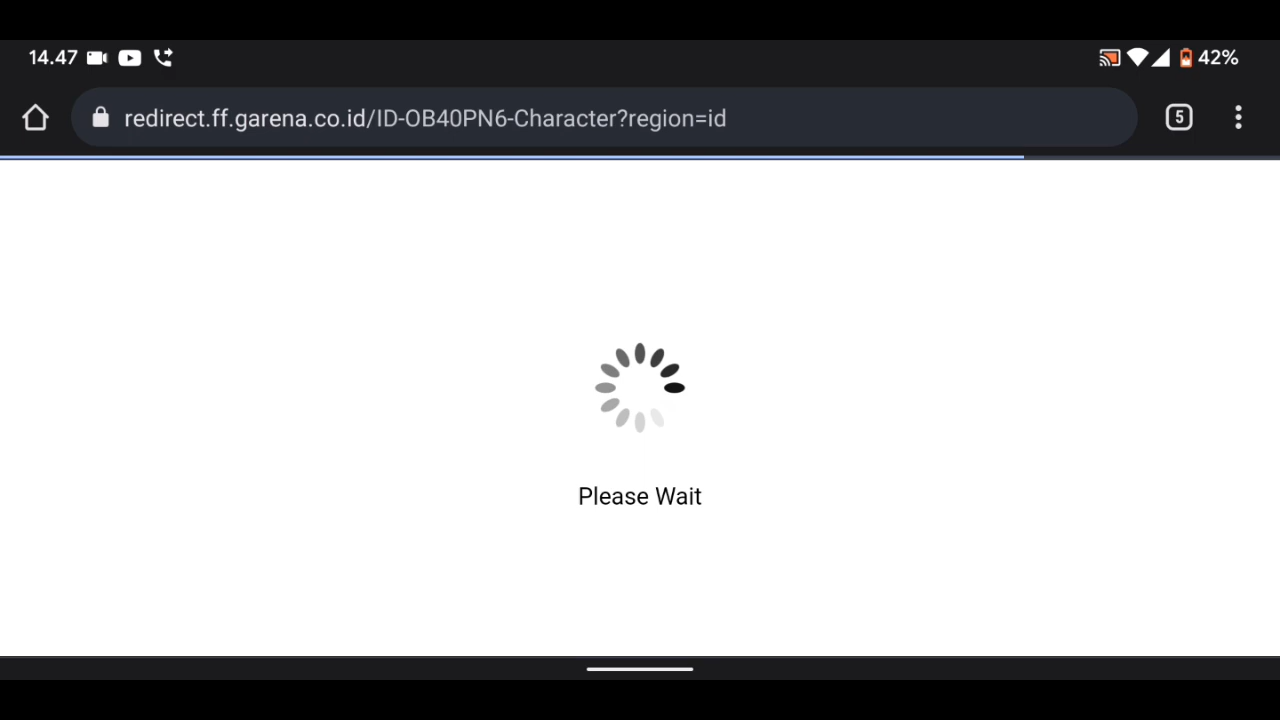 14.47 42%
redirect.ff.garena.co.id/ID-OB40PN6-Character?region=id 5
Please Wait